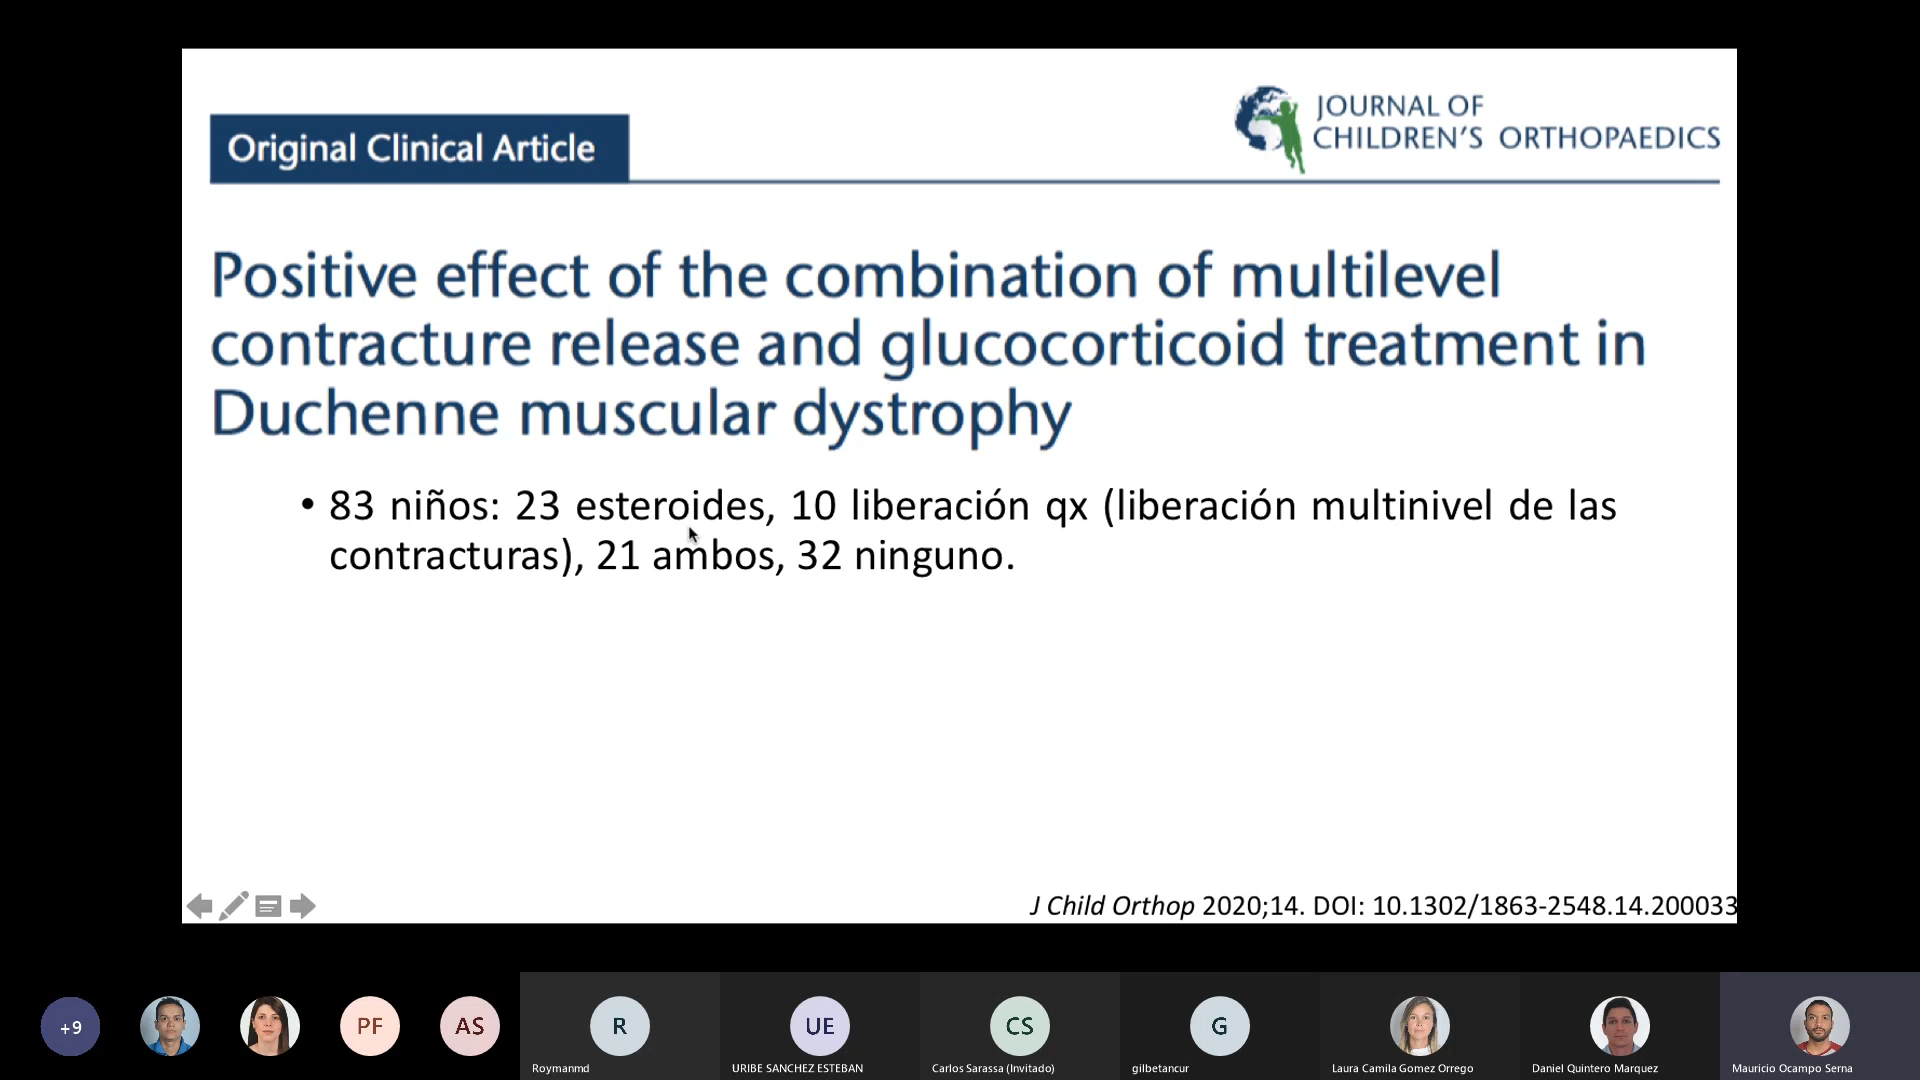 Original Clinical Article
JOURNAL OF
CHILDREN'S ORTHOPAEDICS
Positive effect of the combination of multilevel
contracture release and glucocorticoid treatment in
Duchenne muscular dystrophy
• 83 niños: 23 esteroides, 10 liberación qx (liberación multinivel de las
contracturas), 21 ambos, 32 ninguno.
J Child Orthop 2020;14. DOI: 10.1302/1863-2548.14.200033
+9
PF
AS
R
UE
CS
G
Roymanmd
URIBE SANCHEZ ESTEBAN
Carlos Sarassa (Invitado)
gilbetancur
Laura Camila Gomez Orrego
Daniel Quintero Marquez
Mauricio Ocampo Serna